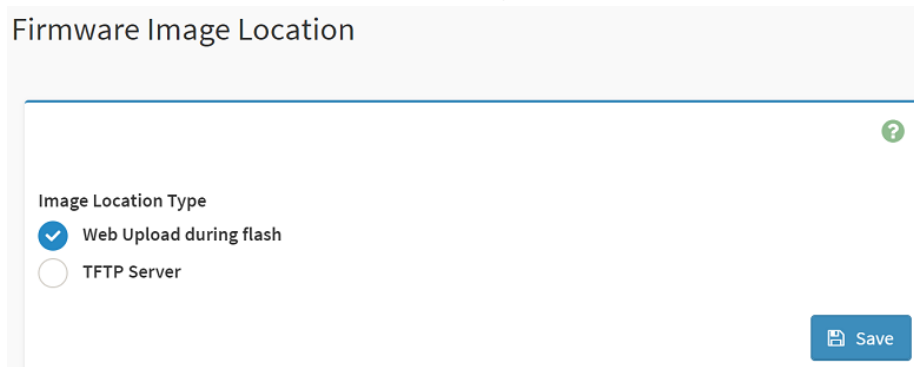 Firmware Image Location
Image Location Type
Web Upload during flash
TFTP Server
Save